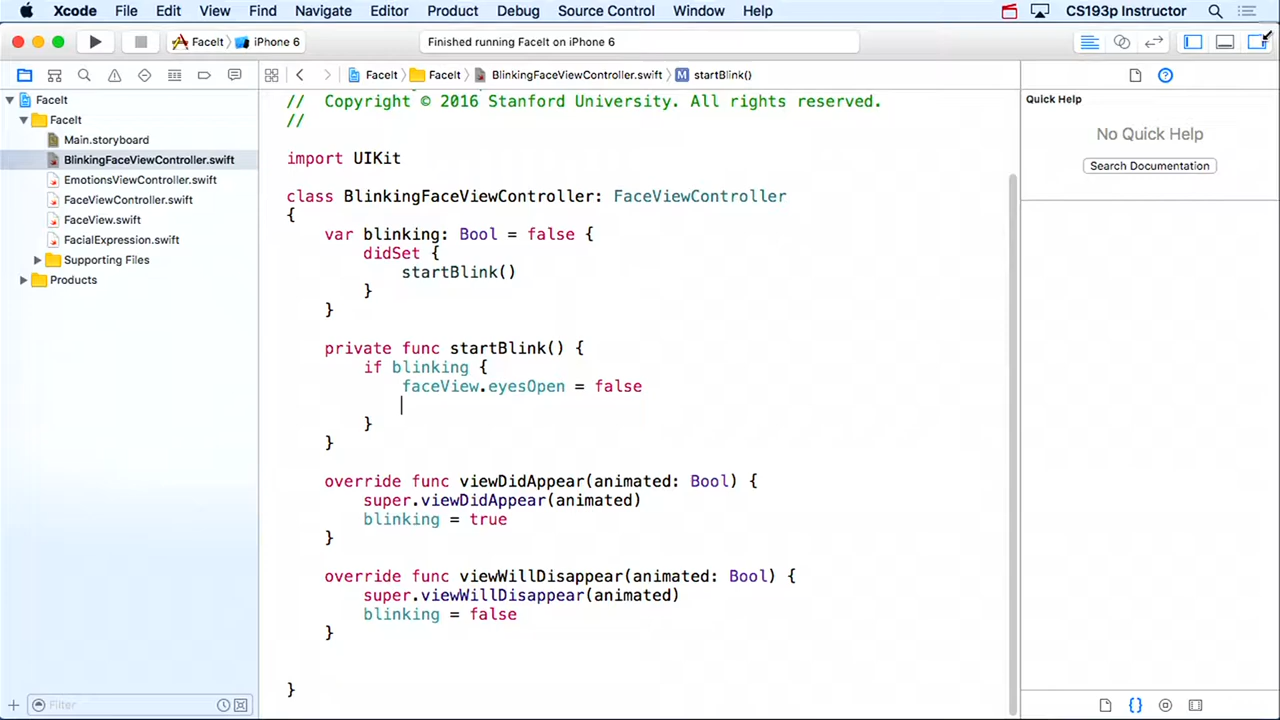 Xcode File Edit View Find Navigate Editor Product Debug Source Control Window Help CS193p Instructor
FaceIt iPhone 6 Finished running FaceIt on iPhone 6
FaceIt FaceIt BlinkingFaceViewController.swift M startBlink()
FaceIt
FaceIt
Main.storyboard
BlinkingFaceViewController.swift
EmotionsViewController.swift
FaceViewController.swift
FaceView.swift
FacialExpression.swift
Supporting Files
Products
Filter
// Copyright © 2016 Stanford University. All rights reserved.
//
import UIKit
class BlinkingFaceViewController: FaceViewController
{
var blinking: Bool = false {
didSet {
startBlink()
}
}
private func startBlink() {
if blinking {
faceView.eyesOpen = false
}
}
override func viewDidAppear(animated: Bool) {
super.viewDidAppear(animated)
blinking = true
}
override func viewWillDisappear(animated: Bool) {
super.viewWillDisappear(animated)
blinking = false
}
}
Quick Help
No Quick Help
Search Documentation